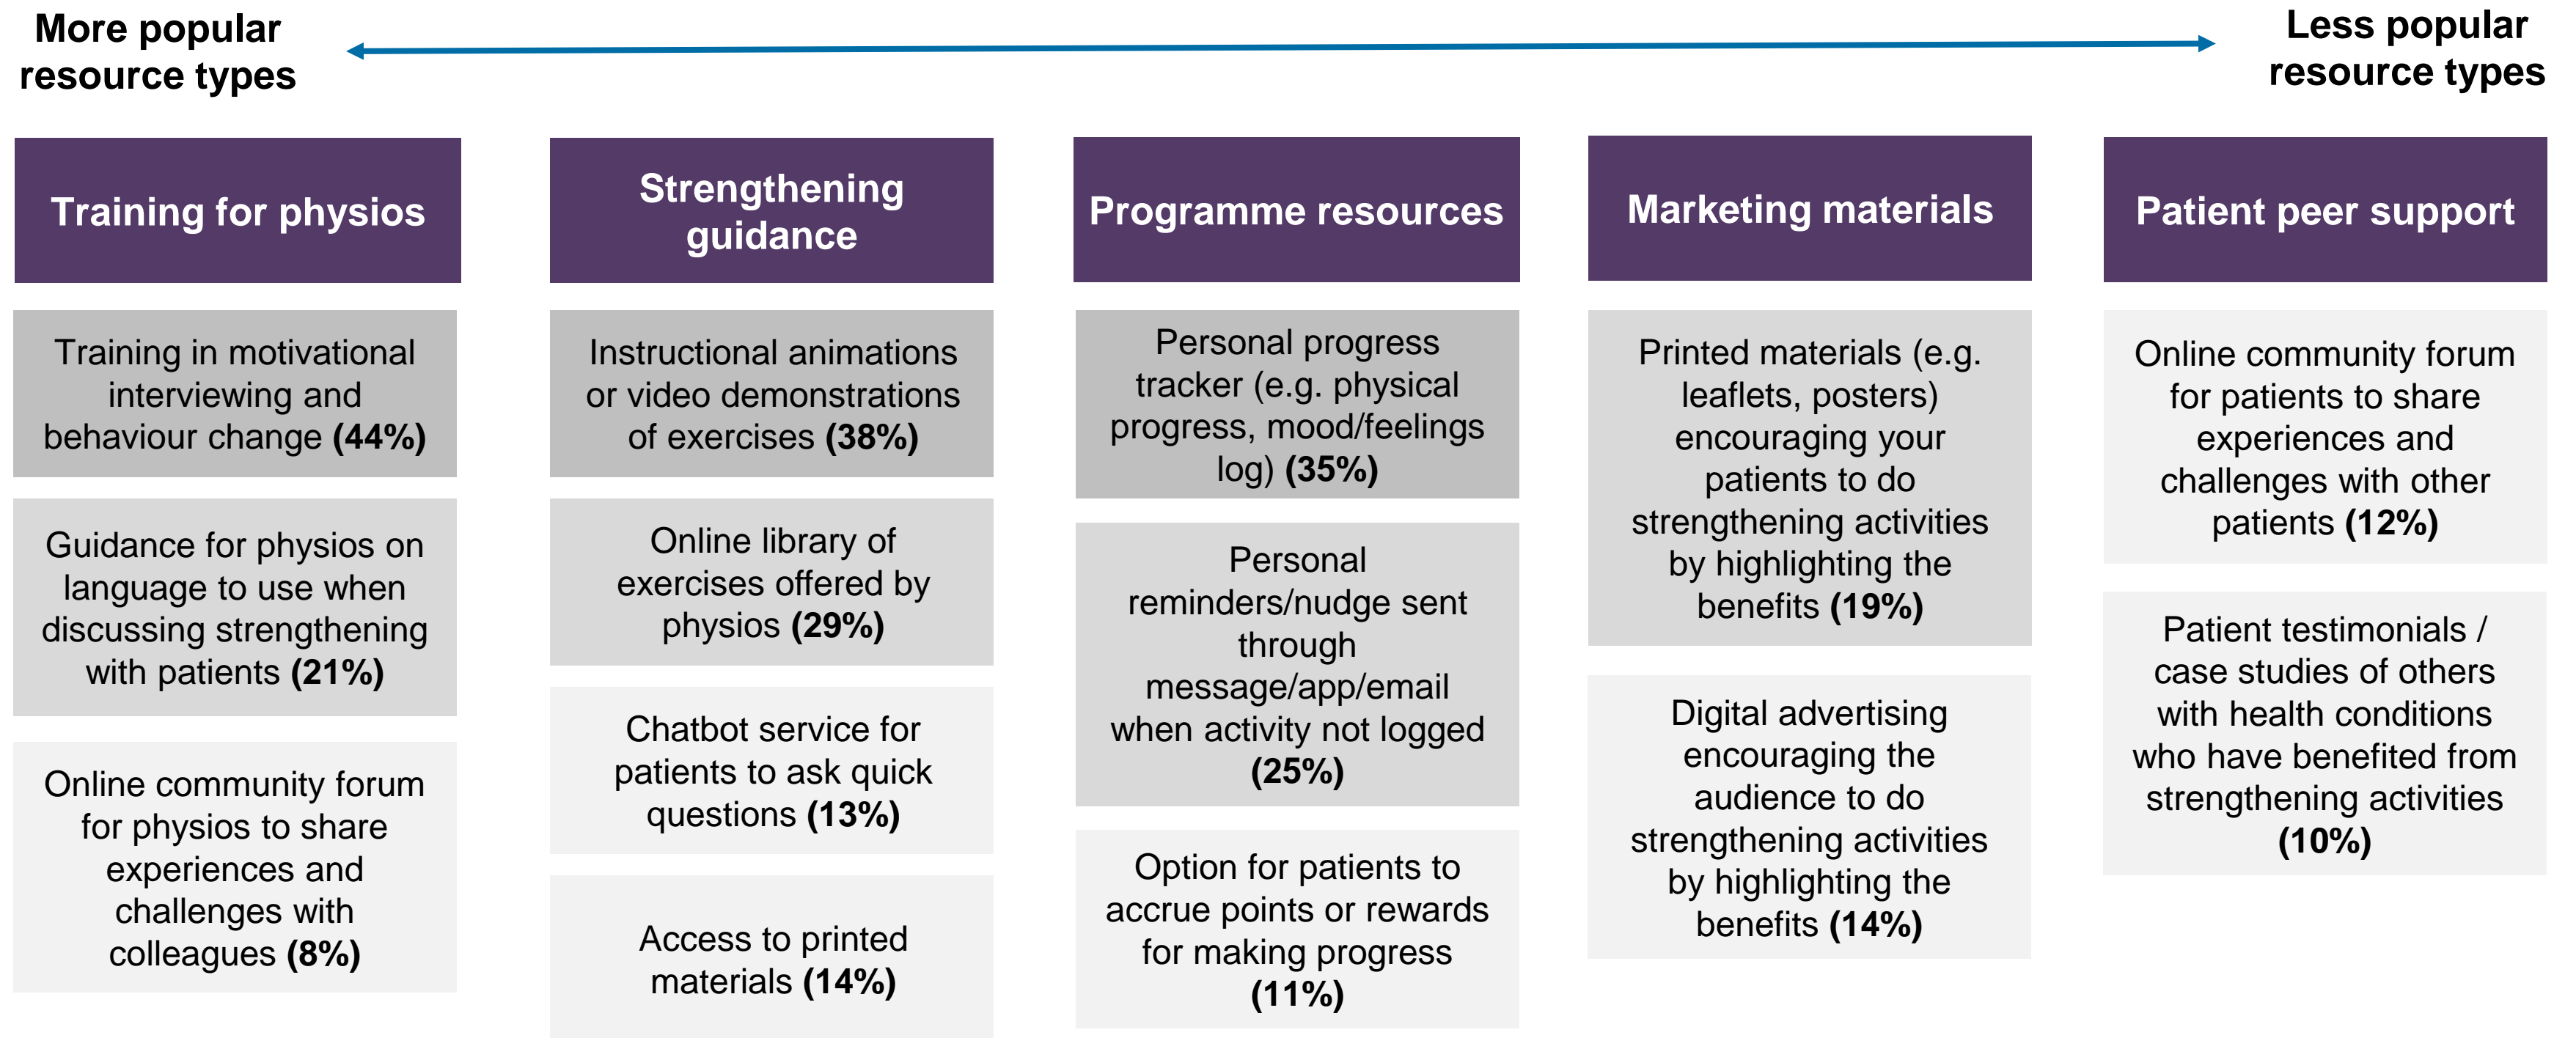 More popular
resource types
Less popular
resource types
Training for physios
Training in motivational
interviewing and
behaviour change (44%)
Guidance for physios on
language to use when
discussing strengthening
with patients (21%)
Online community forum
for physios to share
experiences and
challenges with
colleagues (8%)
Strengthening
guidance
Instructional animations
or video demonstrations
of exercises (38%)
Online library of
exercises offered by
physios (29%)
Chatbot service for
patients to ask quick
questions (13%)
Access to printed
materials (14%)
Programme resources
Personal progress
tracker (e.g. physical
progress, mood/feelings
log) (35%)
Personal
reminders/nudge sent
through
message/app/email
when activity not logged
(25%)
Option for patients to
accrue points or rewards
for making progress
(11%)
Marketing materials
Printed materials (e.g.
leaflets, posters)
encouraging your
patients to do
strengthening activities
by highlighting the
benefits (19%)
Digital advertising
encouraging the
audience to do
strengthening activities
by highlighting the
benefits (14%)
Patient peer support
Online community forum
for patients to share
experiences and
challenges with other
patients (12%)
Patient testimonials /
case studies of others
with health conditions
who have benefited from
strengthening activities
(10%)